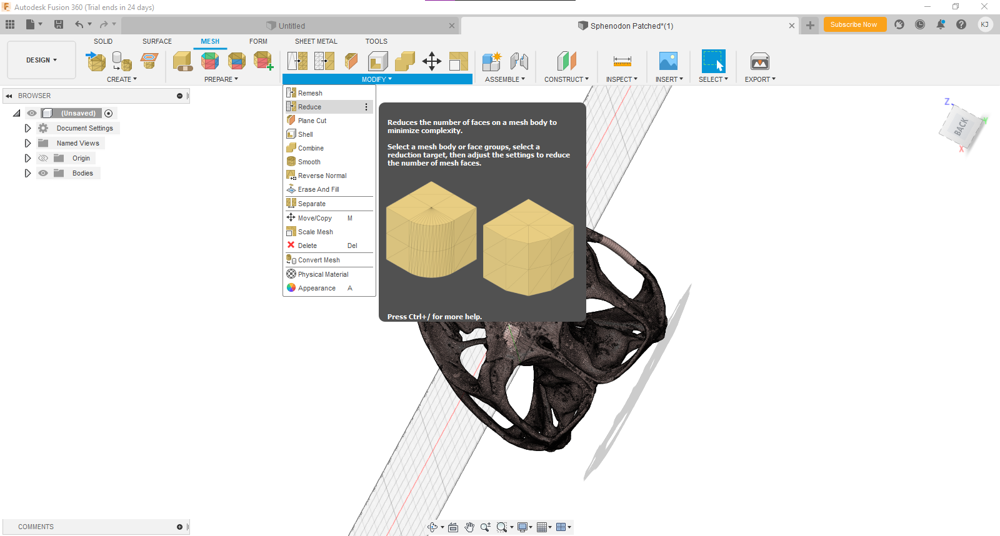 Autodesk Fusion 360 (Trial ends in 24 days)
Untitled
Sphenodon Patched*(1)
Subscribe Now
KJ
SOLID
SURFACE
MESH
FORM
SHEET METAL
TOOLS
DESIGN
CREATE
PREPARE
MODIFY
ASSEMBLE
CONSTRUCT
INSPECT
INSERT
SELECT
EXPORT
BROWSER
(Unsaved)
Document Settings
Named Views
Origin
Bodies
Remesh
Reduce
Plane Cut
Shell
Combine
Smooth
Reverse Normal
Erase And Fill
Separate
Move/Copy M
Scale Mesh
Delete Del
Convert Mesh
Physical Material
Appearance A
Reduces the number of faces on a mesh body to
minimize complexity.
Select a mesh body or face groups, select a
reduction target, then adjust the settings to reduce
the number of mesh faces.
Press Ctrl+/ for more help.
Z
Y
BACK
X
COMMENTS